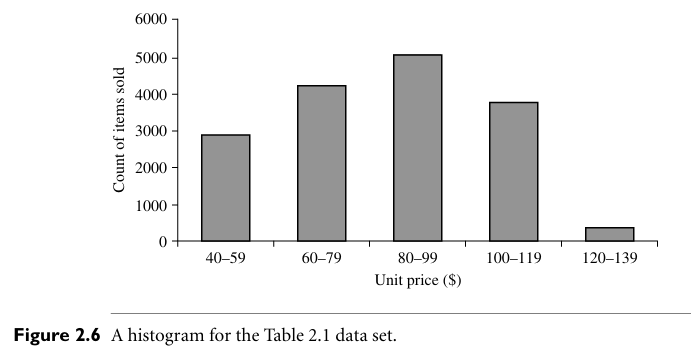 6000
5000
4000
3000
2000
1000
0
Count of items sold
40–59 60–79 80–99 100–119 120–139
Unit price ($)
Figure 2.6 A histogram for the Table 2.1 data set.